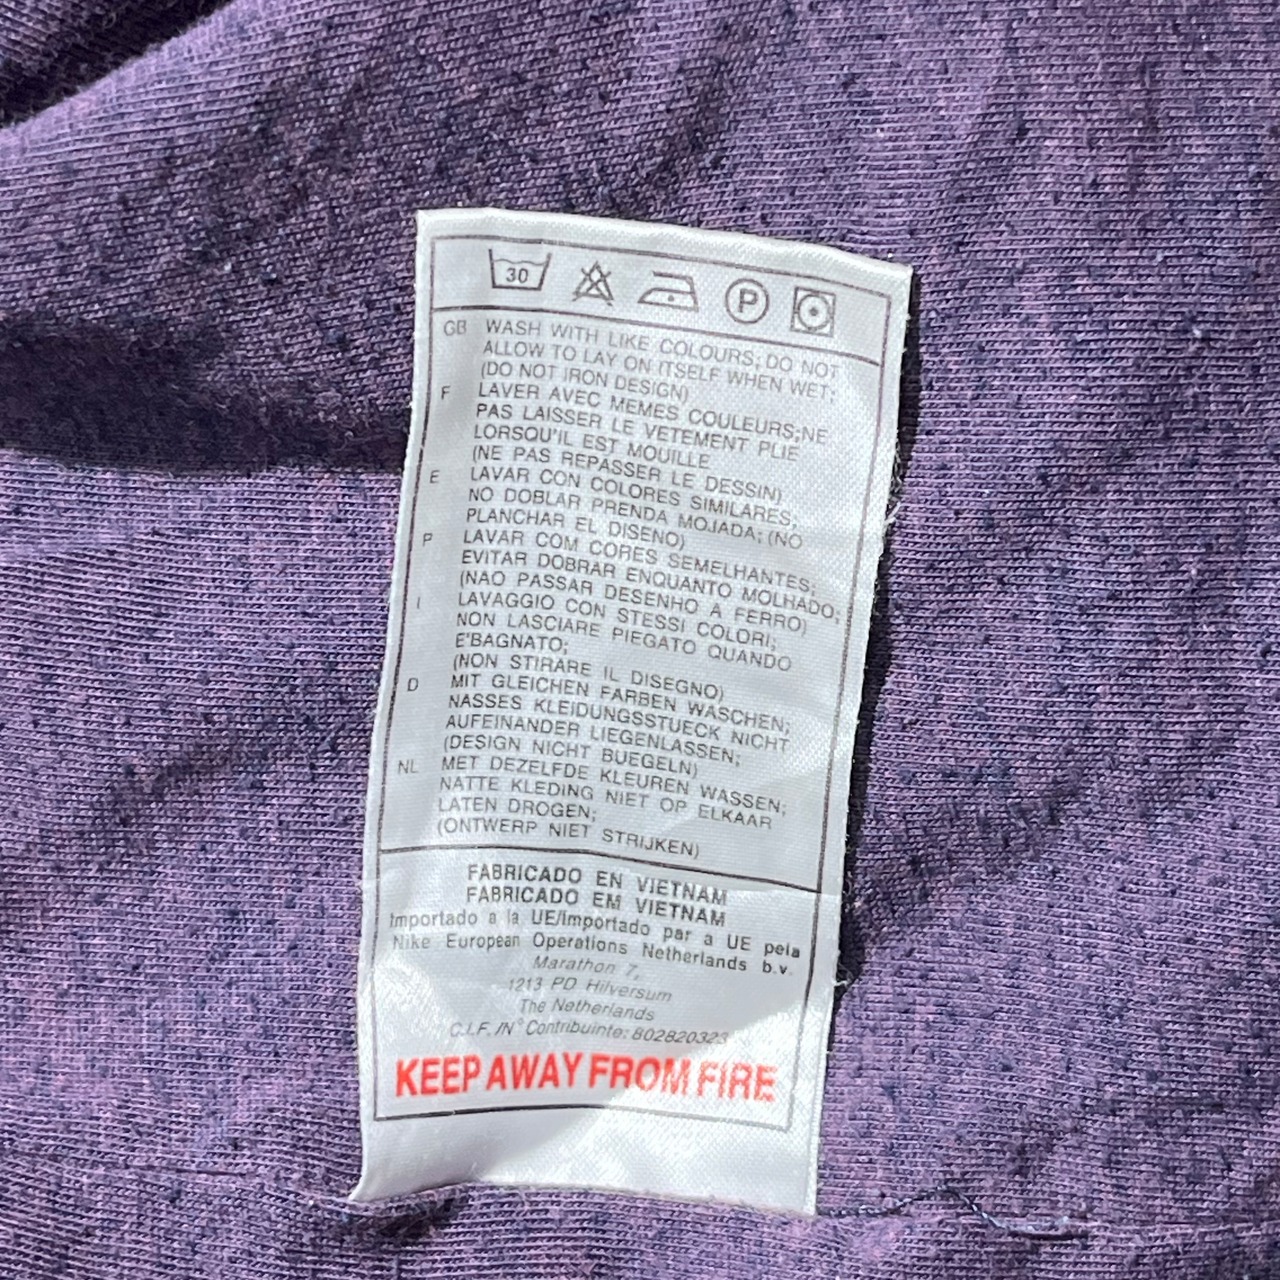 30 P
GB WASH WITH LIKE COLOURS; DO NOT
ALLOW TO LAY ON ITSELF WHEN WET;
(DO NOT IRON DESIGN)
F LAVER AVEC MEMES COULEURS;NE
PAS LAISSER LE VETEMENT PLIE
LORSQU'IL EST MOUILLE
(NE PAS REPASSER LE DESSIN)
E LAVAR CON COLORES SIMILARES;
NO DOBLAR PRENDA MOJADA; (NO
PLANCHAR EL DISENO)
P LAVAR COM CORES SEMELHANTES;
EVITAR DOBRAR ENQUANTO MOLHADO;
(NAO PASSAR DESENHO A FERRO)
I LAVAGGIO CON STESSI COLORI;
NON LASCIARE PIEGATO QUANDO
E'BAGNATO;
(NON STIRARE IL DISEGNO)
D MIT GLEICHEN FARBEN WASCHEN;
NASSES KLEIDUNGSSTUECK NICHT
AUFEINANDER LIEGENLASSEN;
(DESIGN NICHT BUEGELN)
NL MET DEZELFDE KLEUREN WASSEN;
NATTE KLEDING NIET OP ELKAAR
LATEN DROGEN;
(ONTWERP NIET STRIJKEN)
FABRICADO EN VIETNAM
FABRICADO EM VIETNAM
Importado a la UE/Importado par a UE pela
Nike European Operations Netherlands b.v.
Marathon 7,
1213 PD Hilversum
The Netherlands
C.I.F. /N° Contribuinte: 802820323
KEEP AWAY FROM FIRE